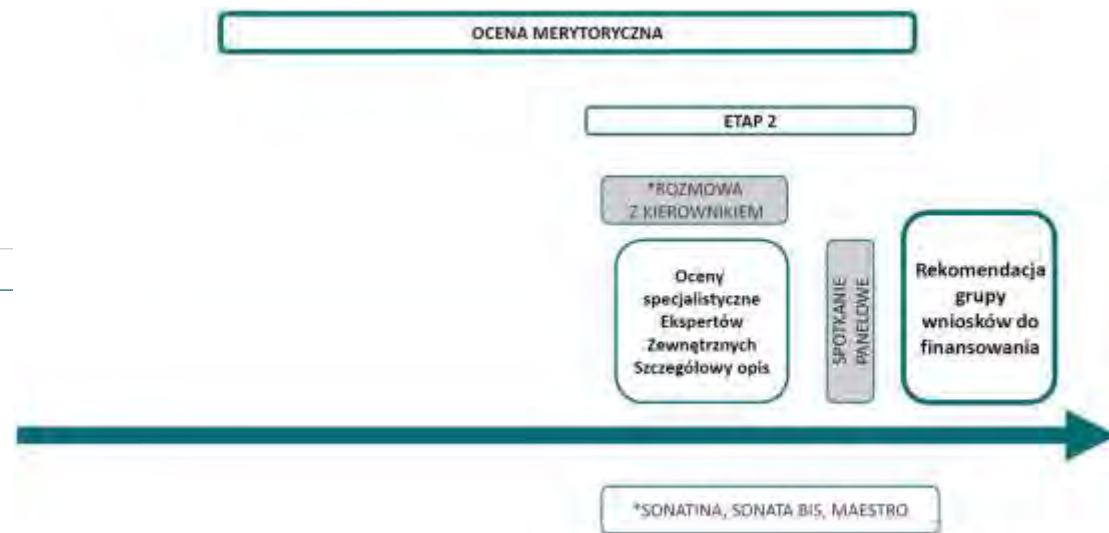 OCENA MERYTORYCZNA
ETAP 2
*ROZMOWA
Z KIEROWNIKIEM
Oceny
specjalistyczne
Ekspertów
Zewnętrznych
Szczegółowy opis
SPOTKANIE
PANELOWE
Rekomendacja
grupy
wniosków do
finansowania
*SONATINA, SONATA BIS, MAESTRO